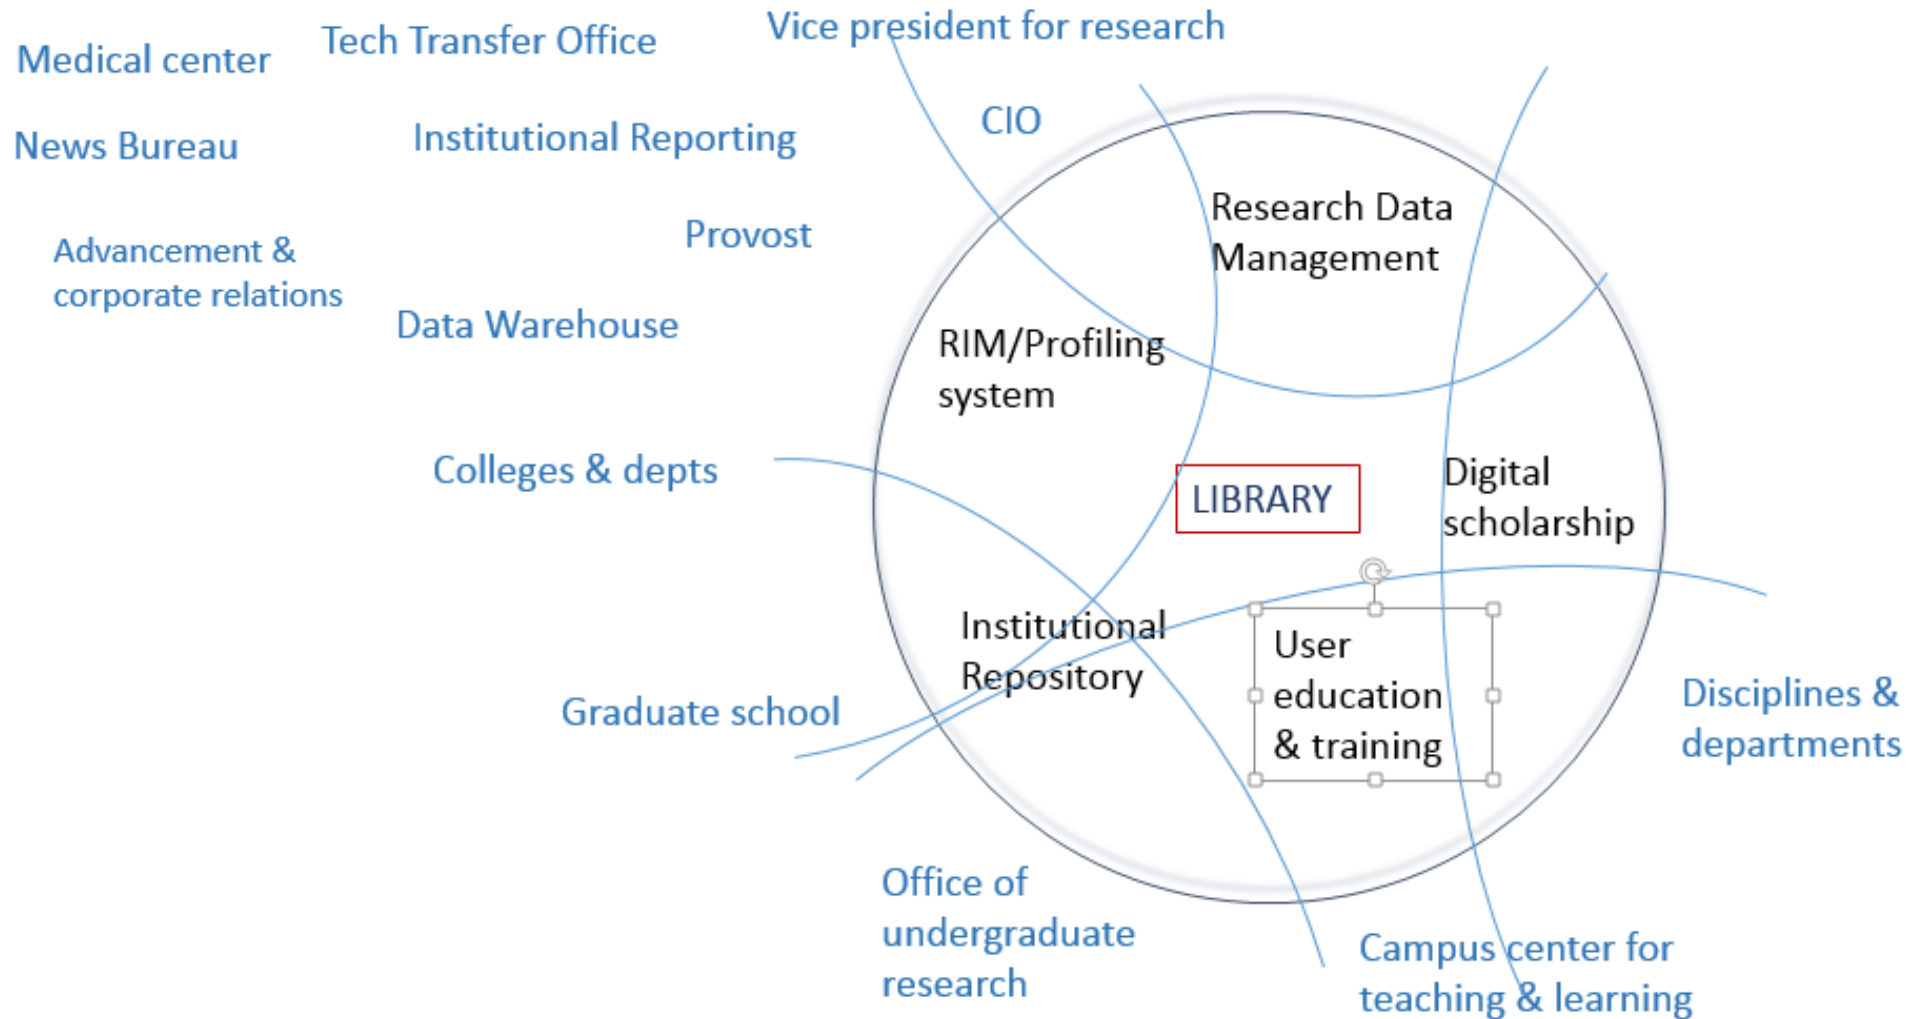 Vice president for research
Tech Transfer Office
Medical center
CIO
Institutional Reporting
News Bureau
Research Data
Management
Provost
Advancement &
corporate relations
Data Warehouse
RIM/Profiling
system
Colleges & depts
LIBRARY
Digital
scholarship
Institutional
Repository
User
education
& training
Graduate school
Disciplines &
departments
Office of
undergraduate
research
Campus center for
teaching & learning